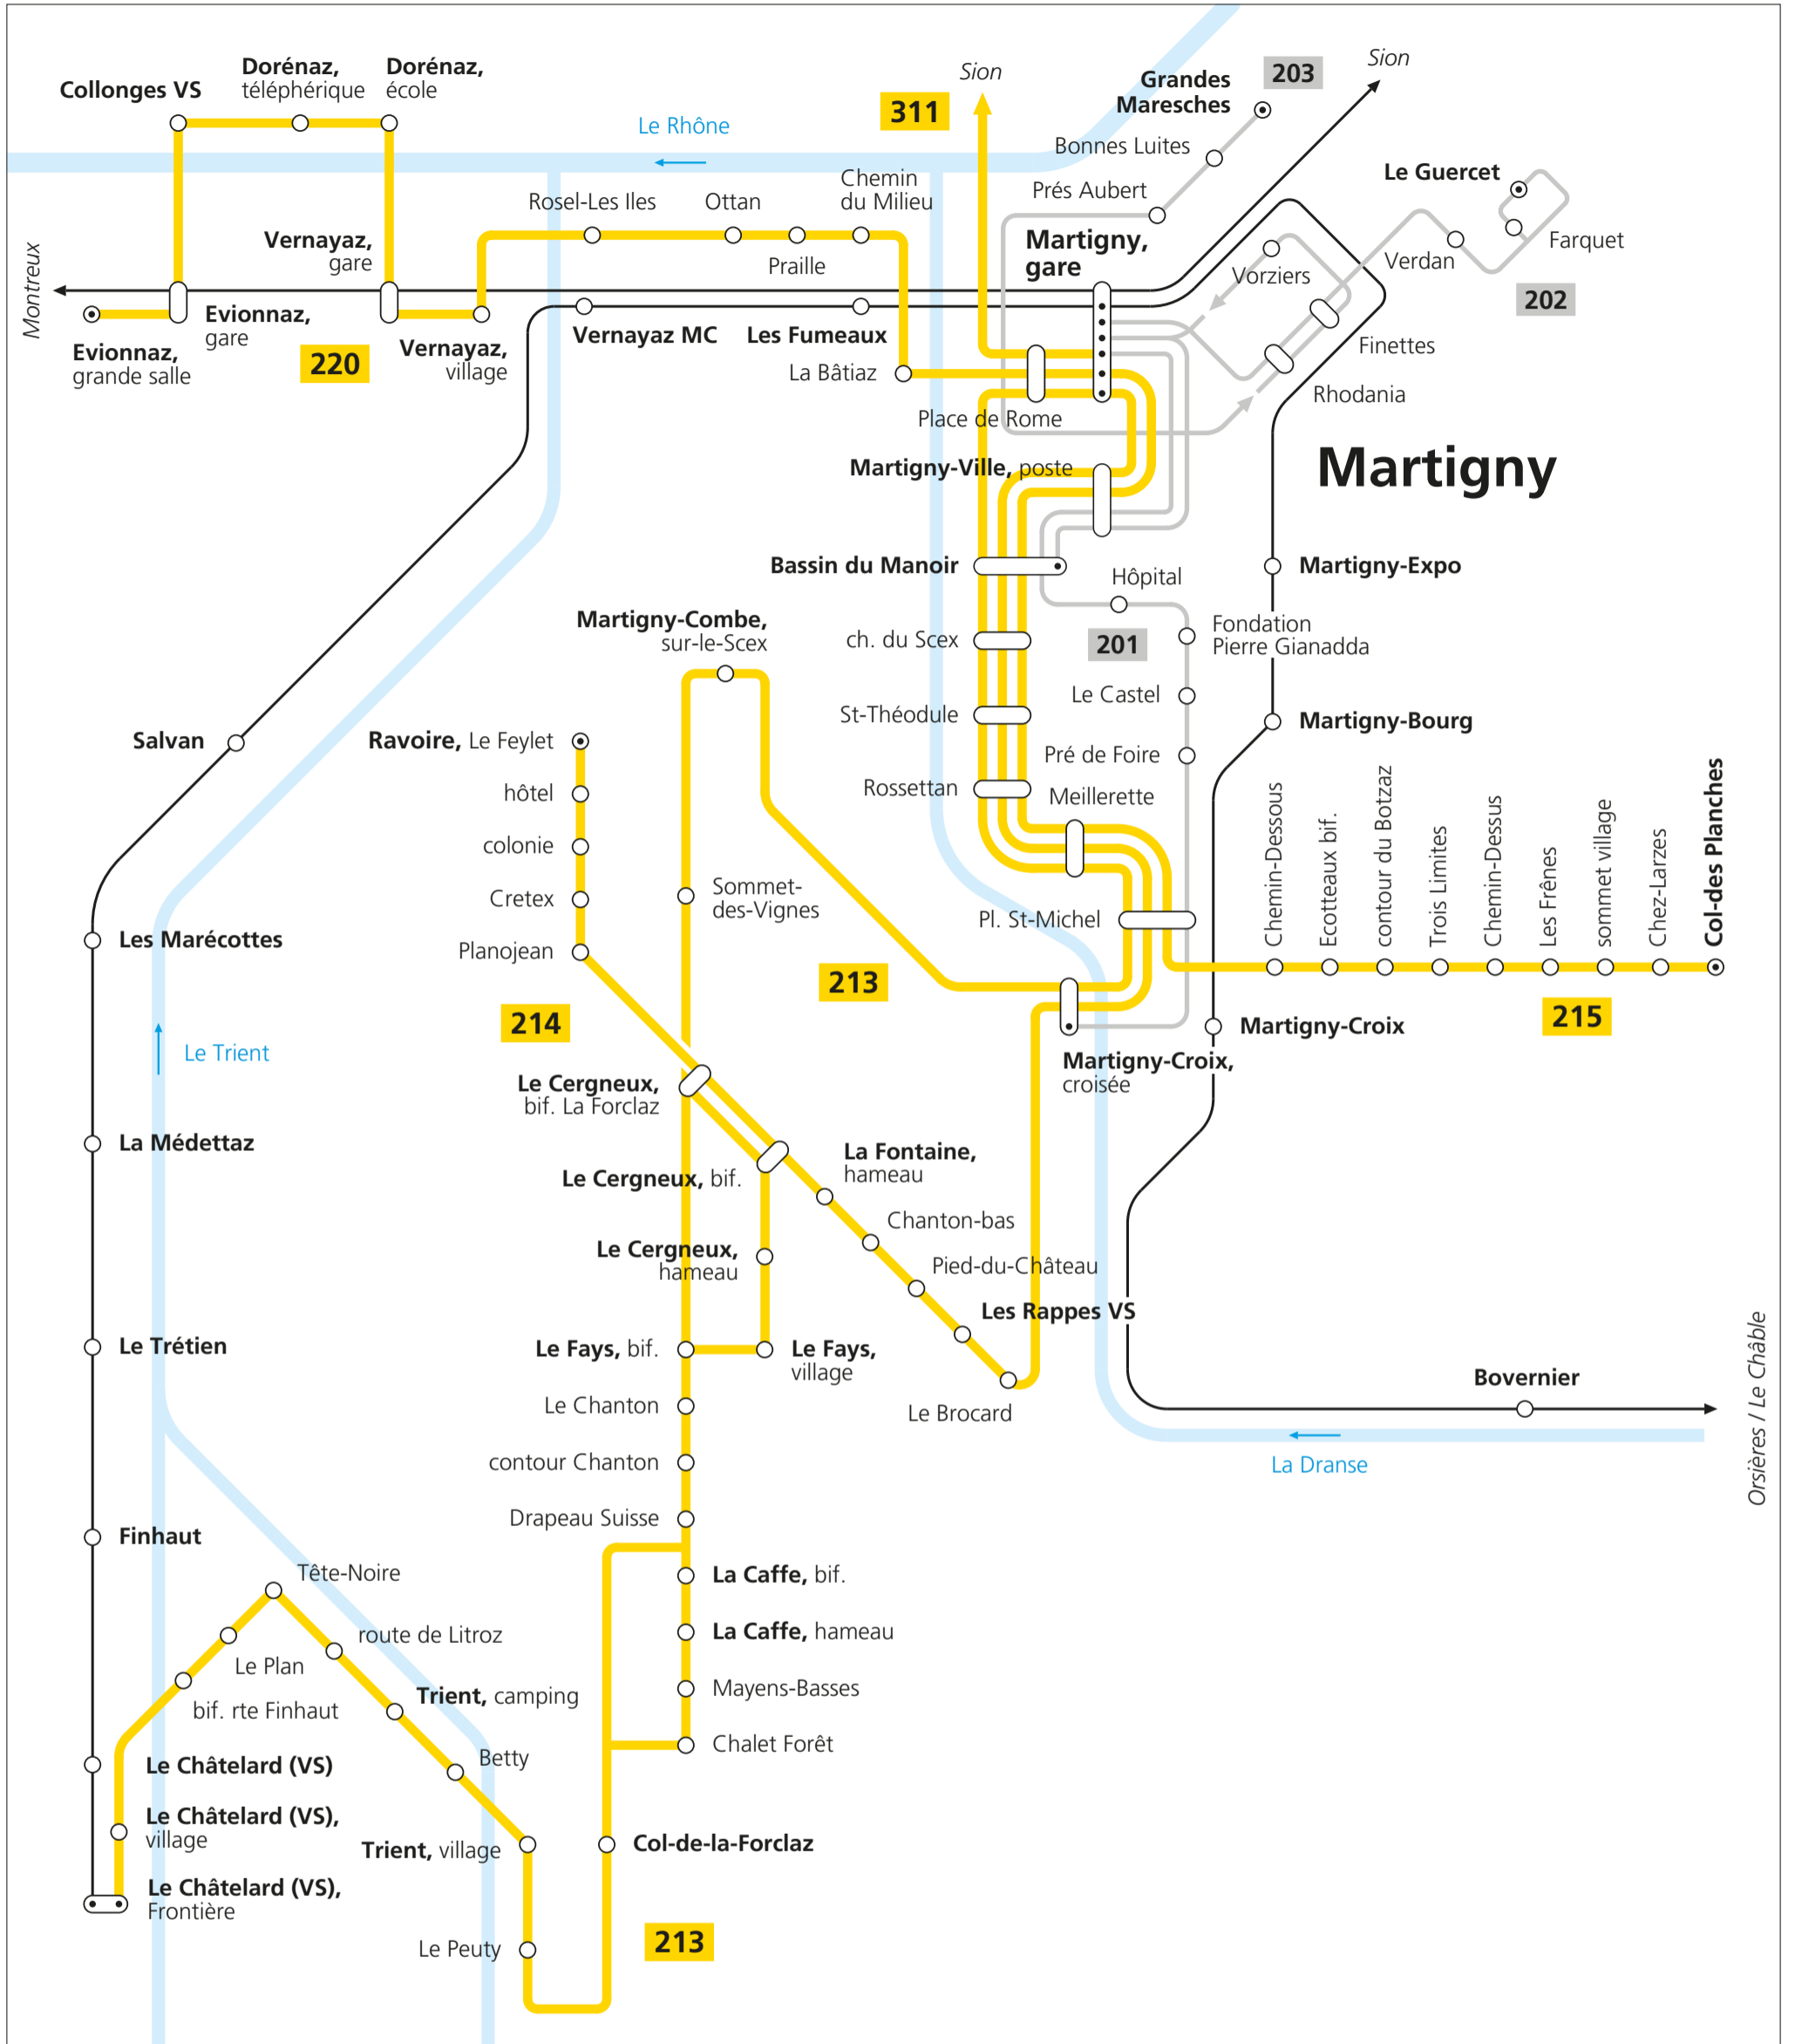 Sion
Sion
203
Grandes
Maresches
311
Dorénaz,
téléphérique
Dorénaz,
école
Collonges VS
Le Rhône
Bonnes Luites
Le Guercet
Chemin
du Milieu
Prés Aubert
Rosel-Les Iles
Ottan
Praille
Vernayaz,
gare
Martigny,
gare
Vorziers
Verdan
Farquet
202
Montreux
Evionnaz,
gare
Evionnaz,
grande salle
220
Vernayaz,
village
Vernayaz MC
Les Fumeaux
La Bâtiaz
Finettes
Rhodania
Place de Rome
Martigny-Ville, poste
Martigny
Bassin du Manoir
Hôpital
Martigny-Expo
Martigny-Combe,
sur-le-Scex
ch. du Scex
201
Fondation
Pierre Gianadda
Le Castel
St-Théodule
Martigny-Bourg
Salvan
Ravoire, Le Feylet
Pré de Foire
hôtel
Rossettan
Meillerette
colonie
Cretex
Sommet-
des-Vignes
Pl. St-Michel
Chemin-Dessous
Ecotteaux bif.
contour du Botzaz
Trois Limites
Chemin-Dessus
Les Frênes
sommet village
Chez-Larzes
Col-des Planches
Les Marécottes
Planojean
213
214
215
Martigny-Croix
Le Trient
Martigny-Croix,
croisée
Le Cergneux,
bif. La Forclaz
La Médettaz
La Fontaine,
hameau
Le Cergneux, bif.
Chanton-bas
Le Cergneux,
hameau
Pied-du-Château
Les Rappes VS
Le Trétien
Le Fays, bif.
Le Fays,
village
Le Brocard
Bovernier
Orsières / Le Châble
Le Chanton
La Dranse
contour Chanton
Drapeau Suisse
Finhaut
Tête-Noire
La Caffe, bif.
route de Litroz
La Caffe, hameau
Le Plan
Trient, camping
Mayens-Basses
bif. rte Finhaut
Betty
Chalet Forêt
Le Châtelard (VS)
Le Châtelard (VS),
village
Trient, village
Col-de-la-Forclaz
Le Châtelard (VS),
Frontière
Le Peuty
213